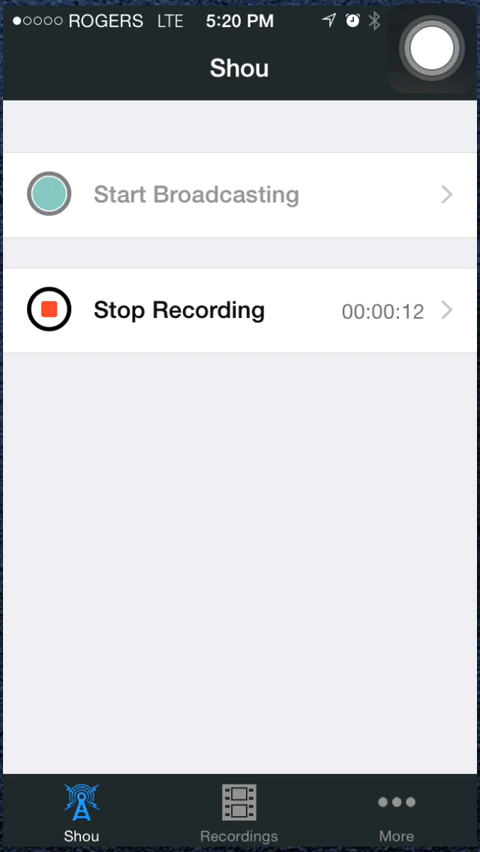 ROGERS LTE 5:20 PM
Shou
Start Broadcasting
Stop Recording 00:00:12
Shou Recordings More